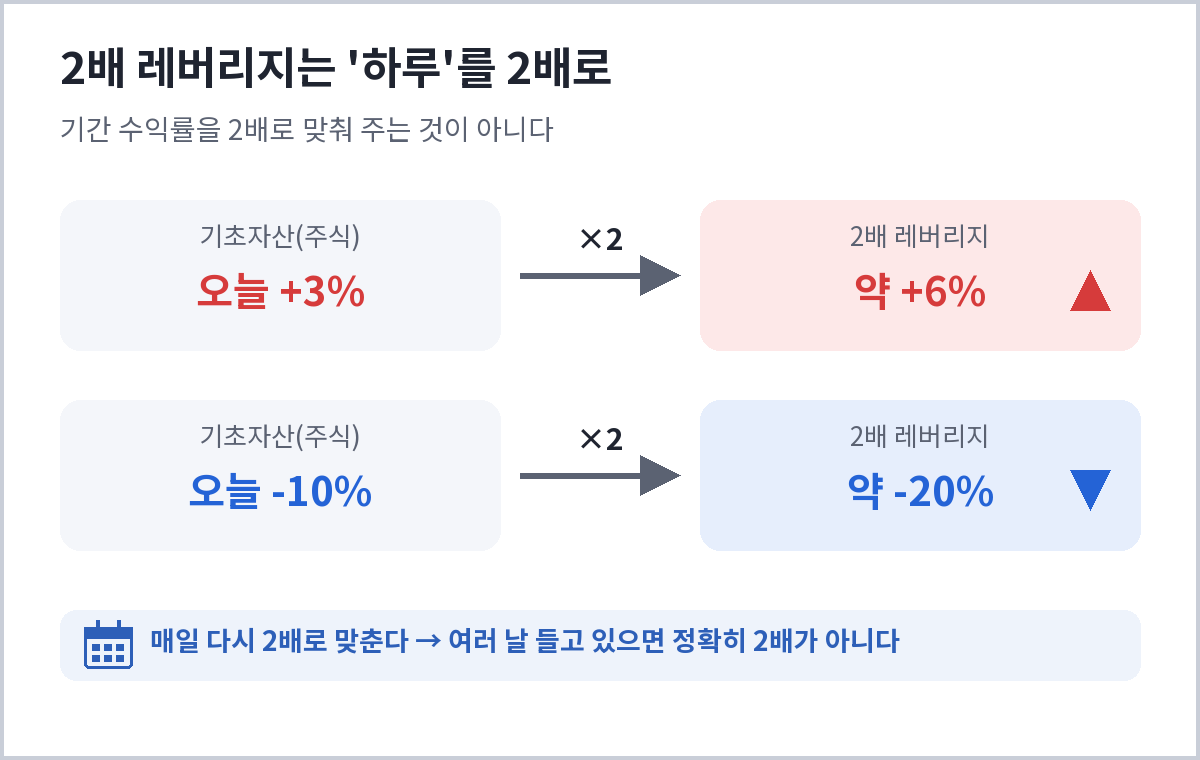 2배 레버리지는 '하루'를 2배로
기간 수익률을 2배로 맞춰 주는 것이 아니다
기초자산(주식)
오늘 +3%
×2
2배 레버리지
약 +6%
기초자산(주식)
오늘 -10%
×2
2배 레버리지
약 -20%
매일 다시 2배로 맞춘다 → 여러 날 들고 있으면 정확히 2배가 아니다